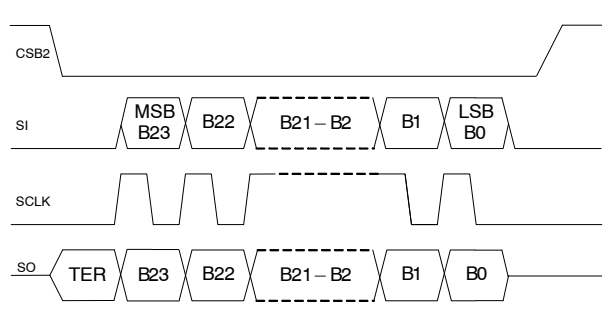 CSB2
SI
MSB
B23
B22
B21 – B2
B1
LSB
B0
SCLK
SO
TER
B23
B22
B21 – B2
B1
B0